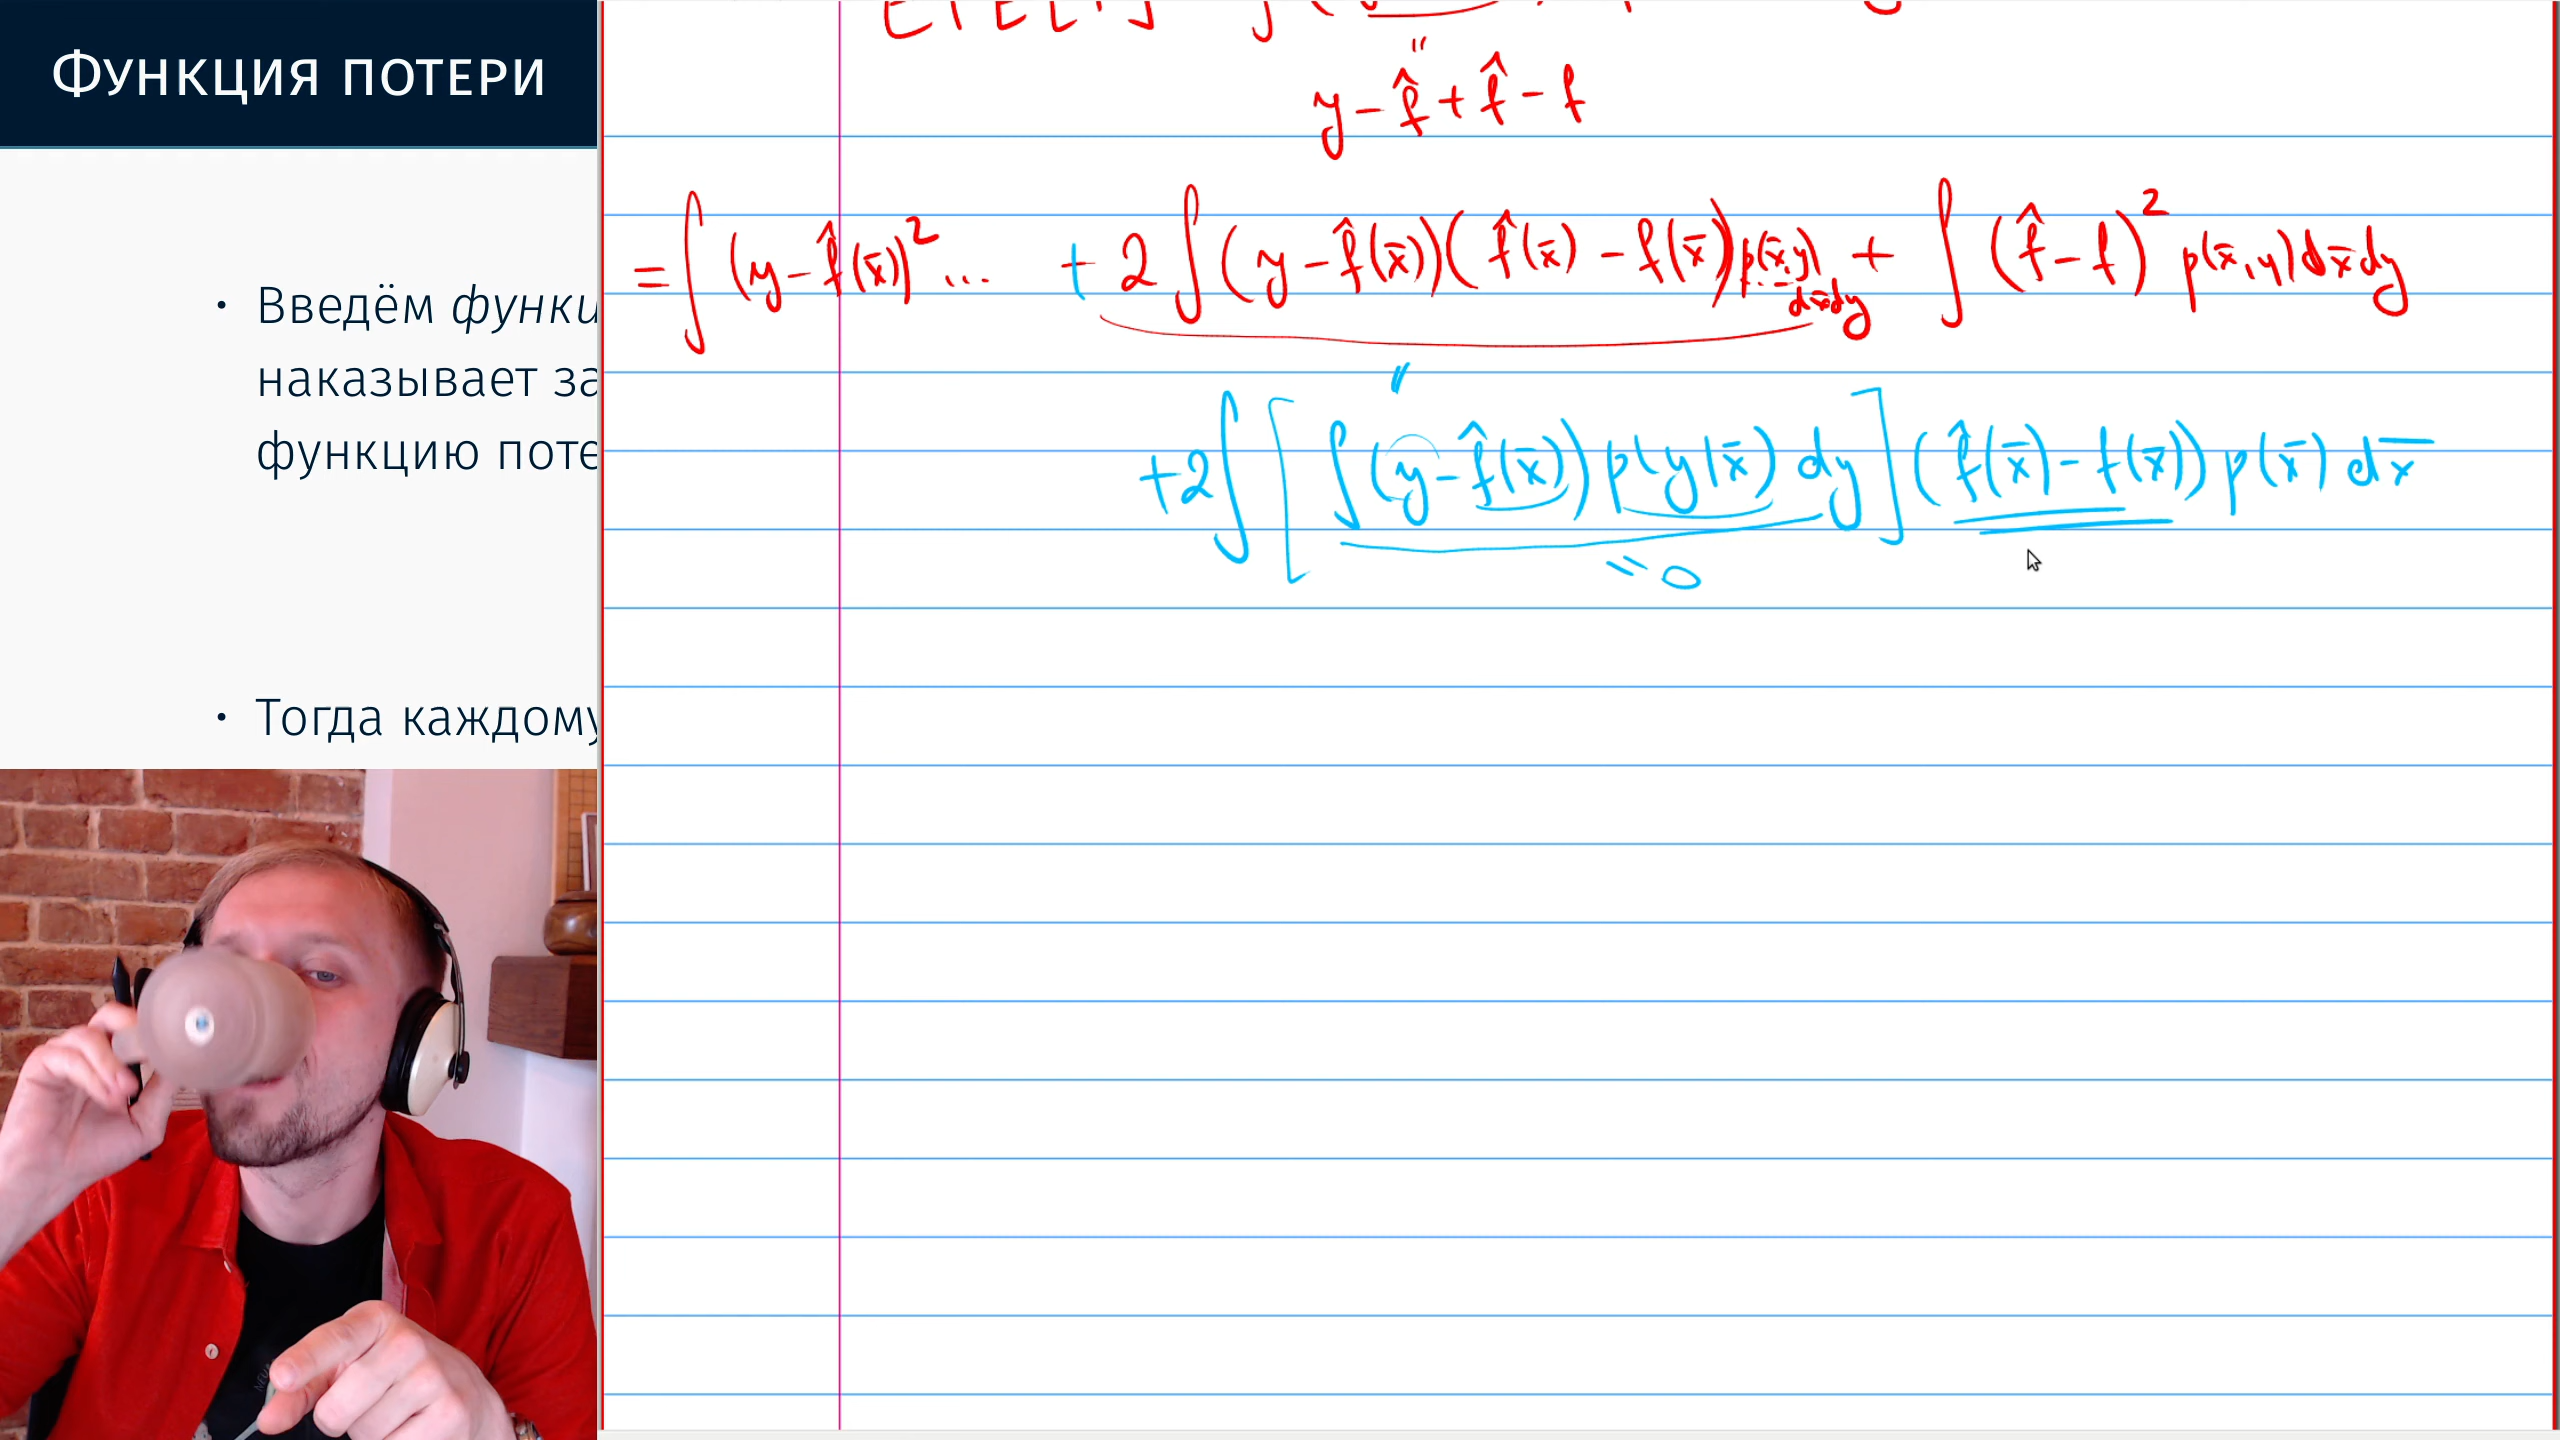 Функция потери
• Введём функци
наказывает за
функцию поте
• Тогда каждому
"
y - f̂ + f̂ - f
= ∫ (y - f̂(x̄))² ... + 2 ∫ (y - f̂(x̄))(f̂(x̄) - f(x̄)) p(x̄,y) dx̄dy + ∫ (f̂ - f)² p(x̄,y) dx̄dy
"
+2 ∫ [ ∫ (y - f̂(x̄)) p(y|x̄) dy ] (f̂(x̄) - f(x̄)) p(x̄) dx̄
= 0